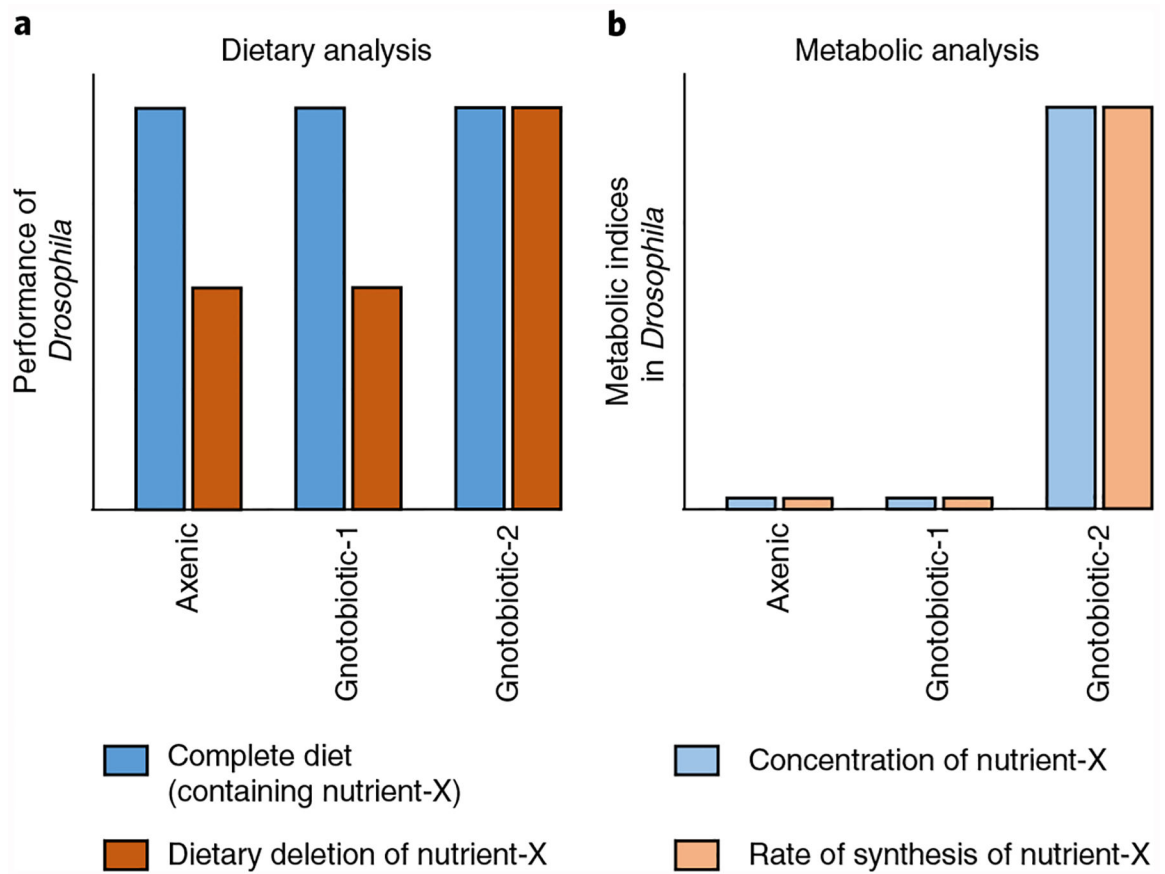 a
Dietary analysis
Performance of
Drosophila
Axenic
Gnotobiotic-1
Gnotobiotic-2
Complete diet
(containing nutrient-X)
Dietary deletion of nutrient-X
b
Metabolic analysis
Metabolic indices
in Drosophila
Axenic
Gnotobiotic-1
Gnotobiotic-2
Concentration of nutrient-X
Rate of synthesis of nutrient-X